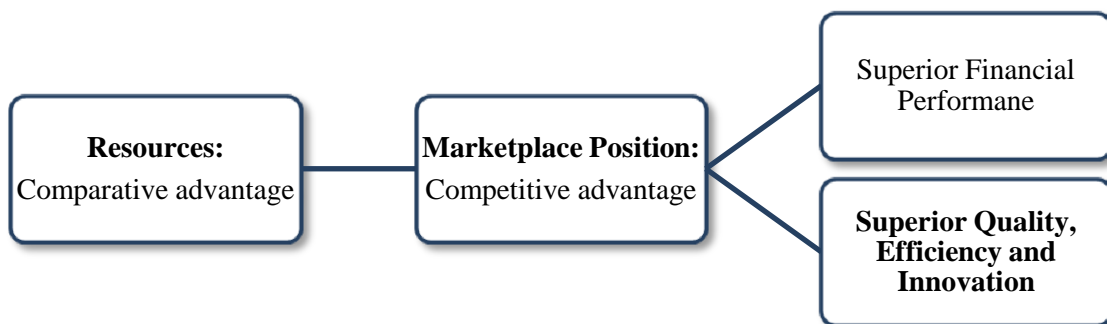 Resources:
Comparative advantage
Marketplace Position:
Competitive advantage
Superior Financial
Performane
Superior Quality,
Efficiency and
Innovation